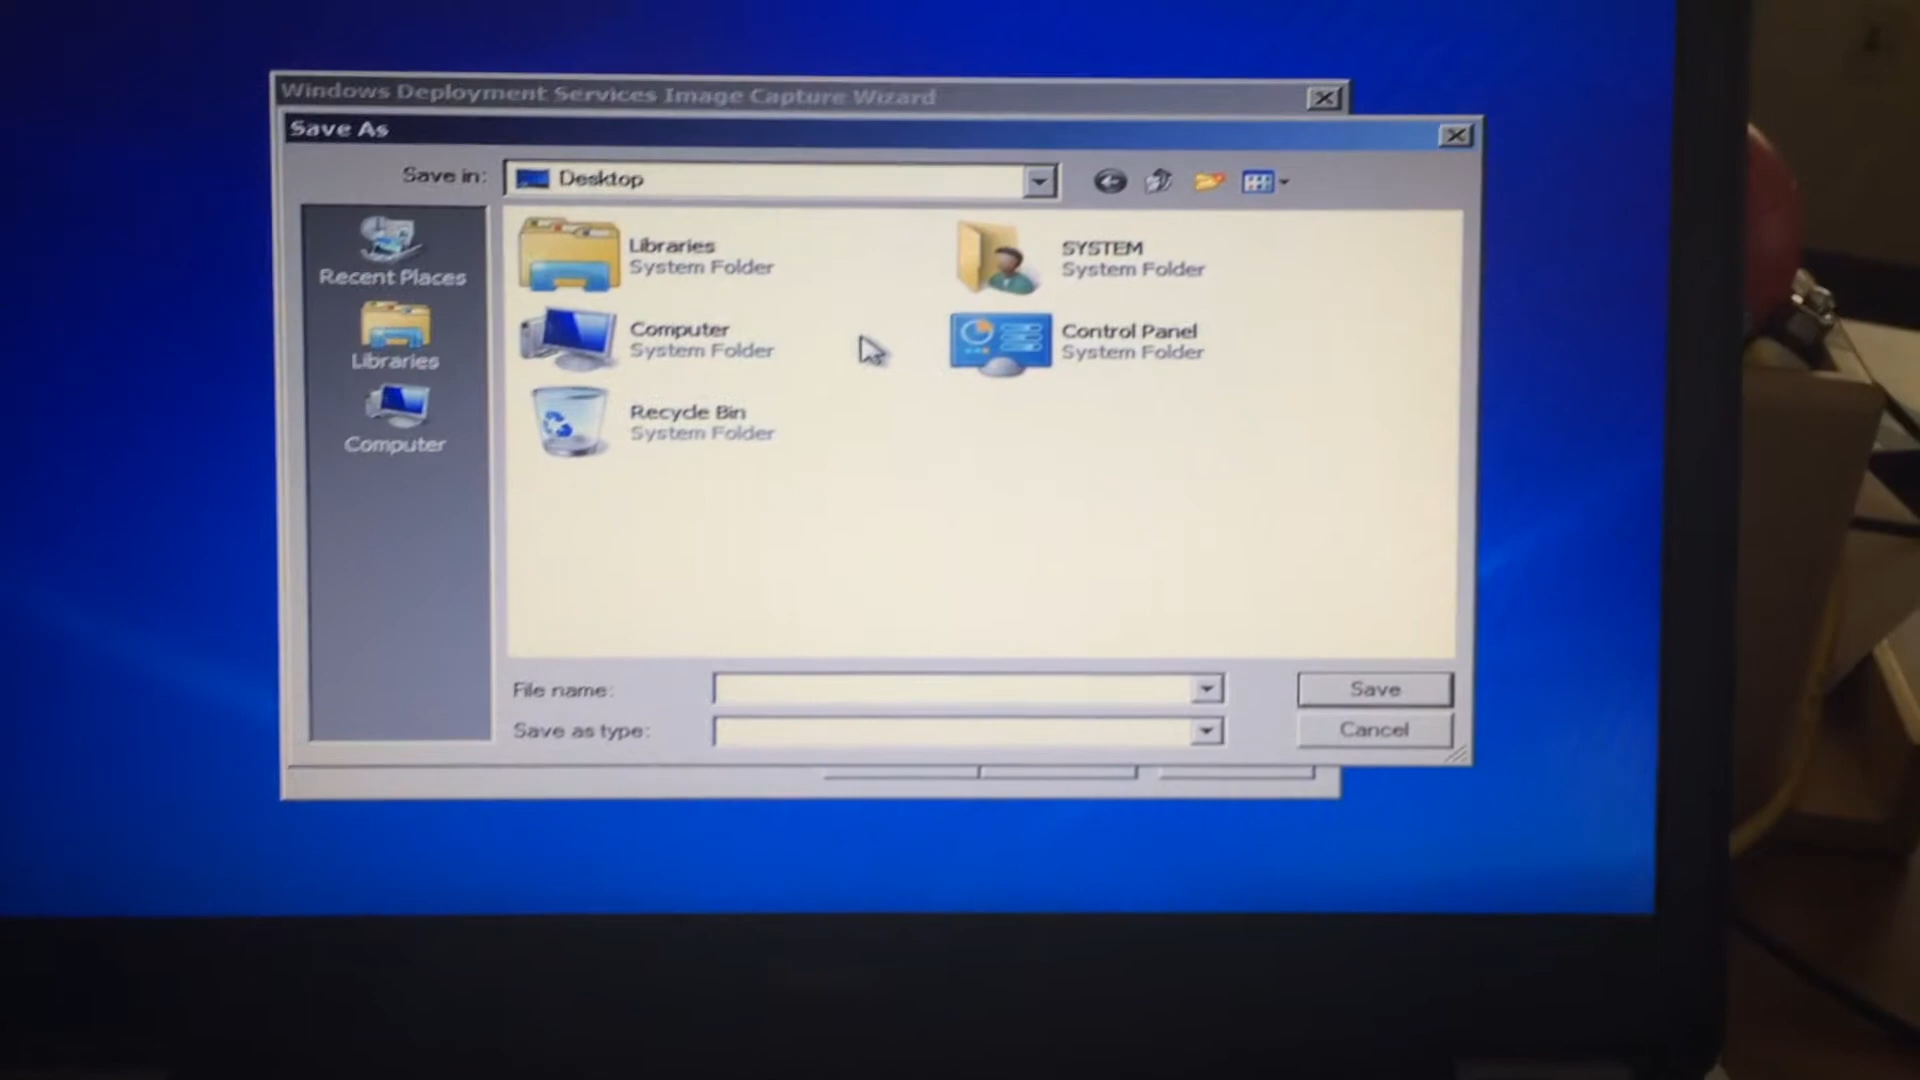 Windows Deployment Services Image Capture Wizard
Save As
Save in:
Desktop
Recent Places
Libraries
Computer
Libraries
System Folder
SYSTEM
System Folder
Computer
System Folder
Control Panel
System Folder
Recycle Bin
System Folder
File name:
Save
Save as type:
Cancel